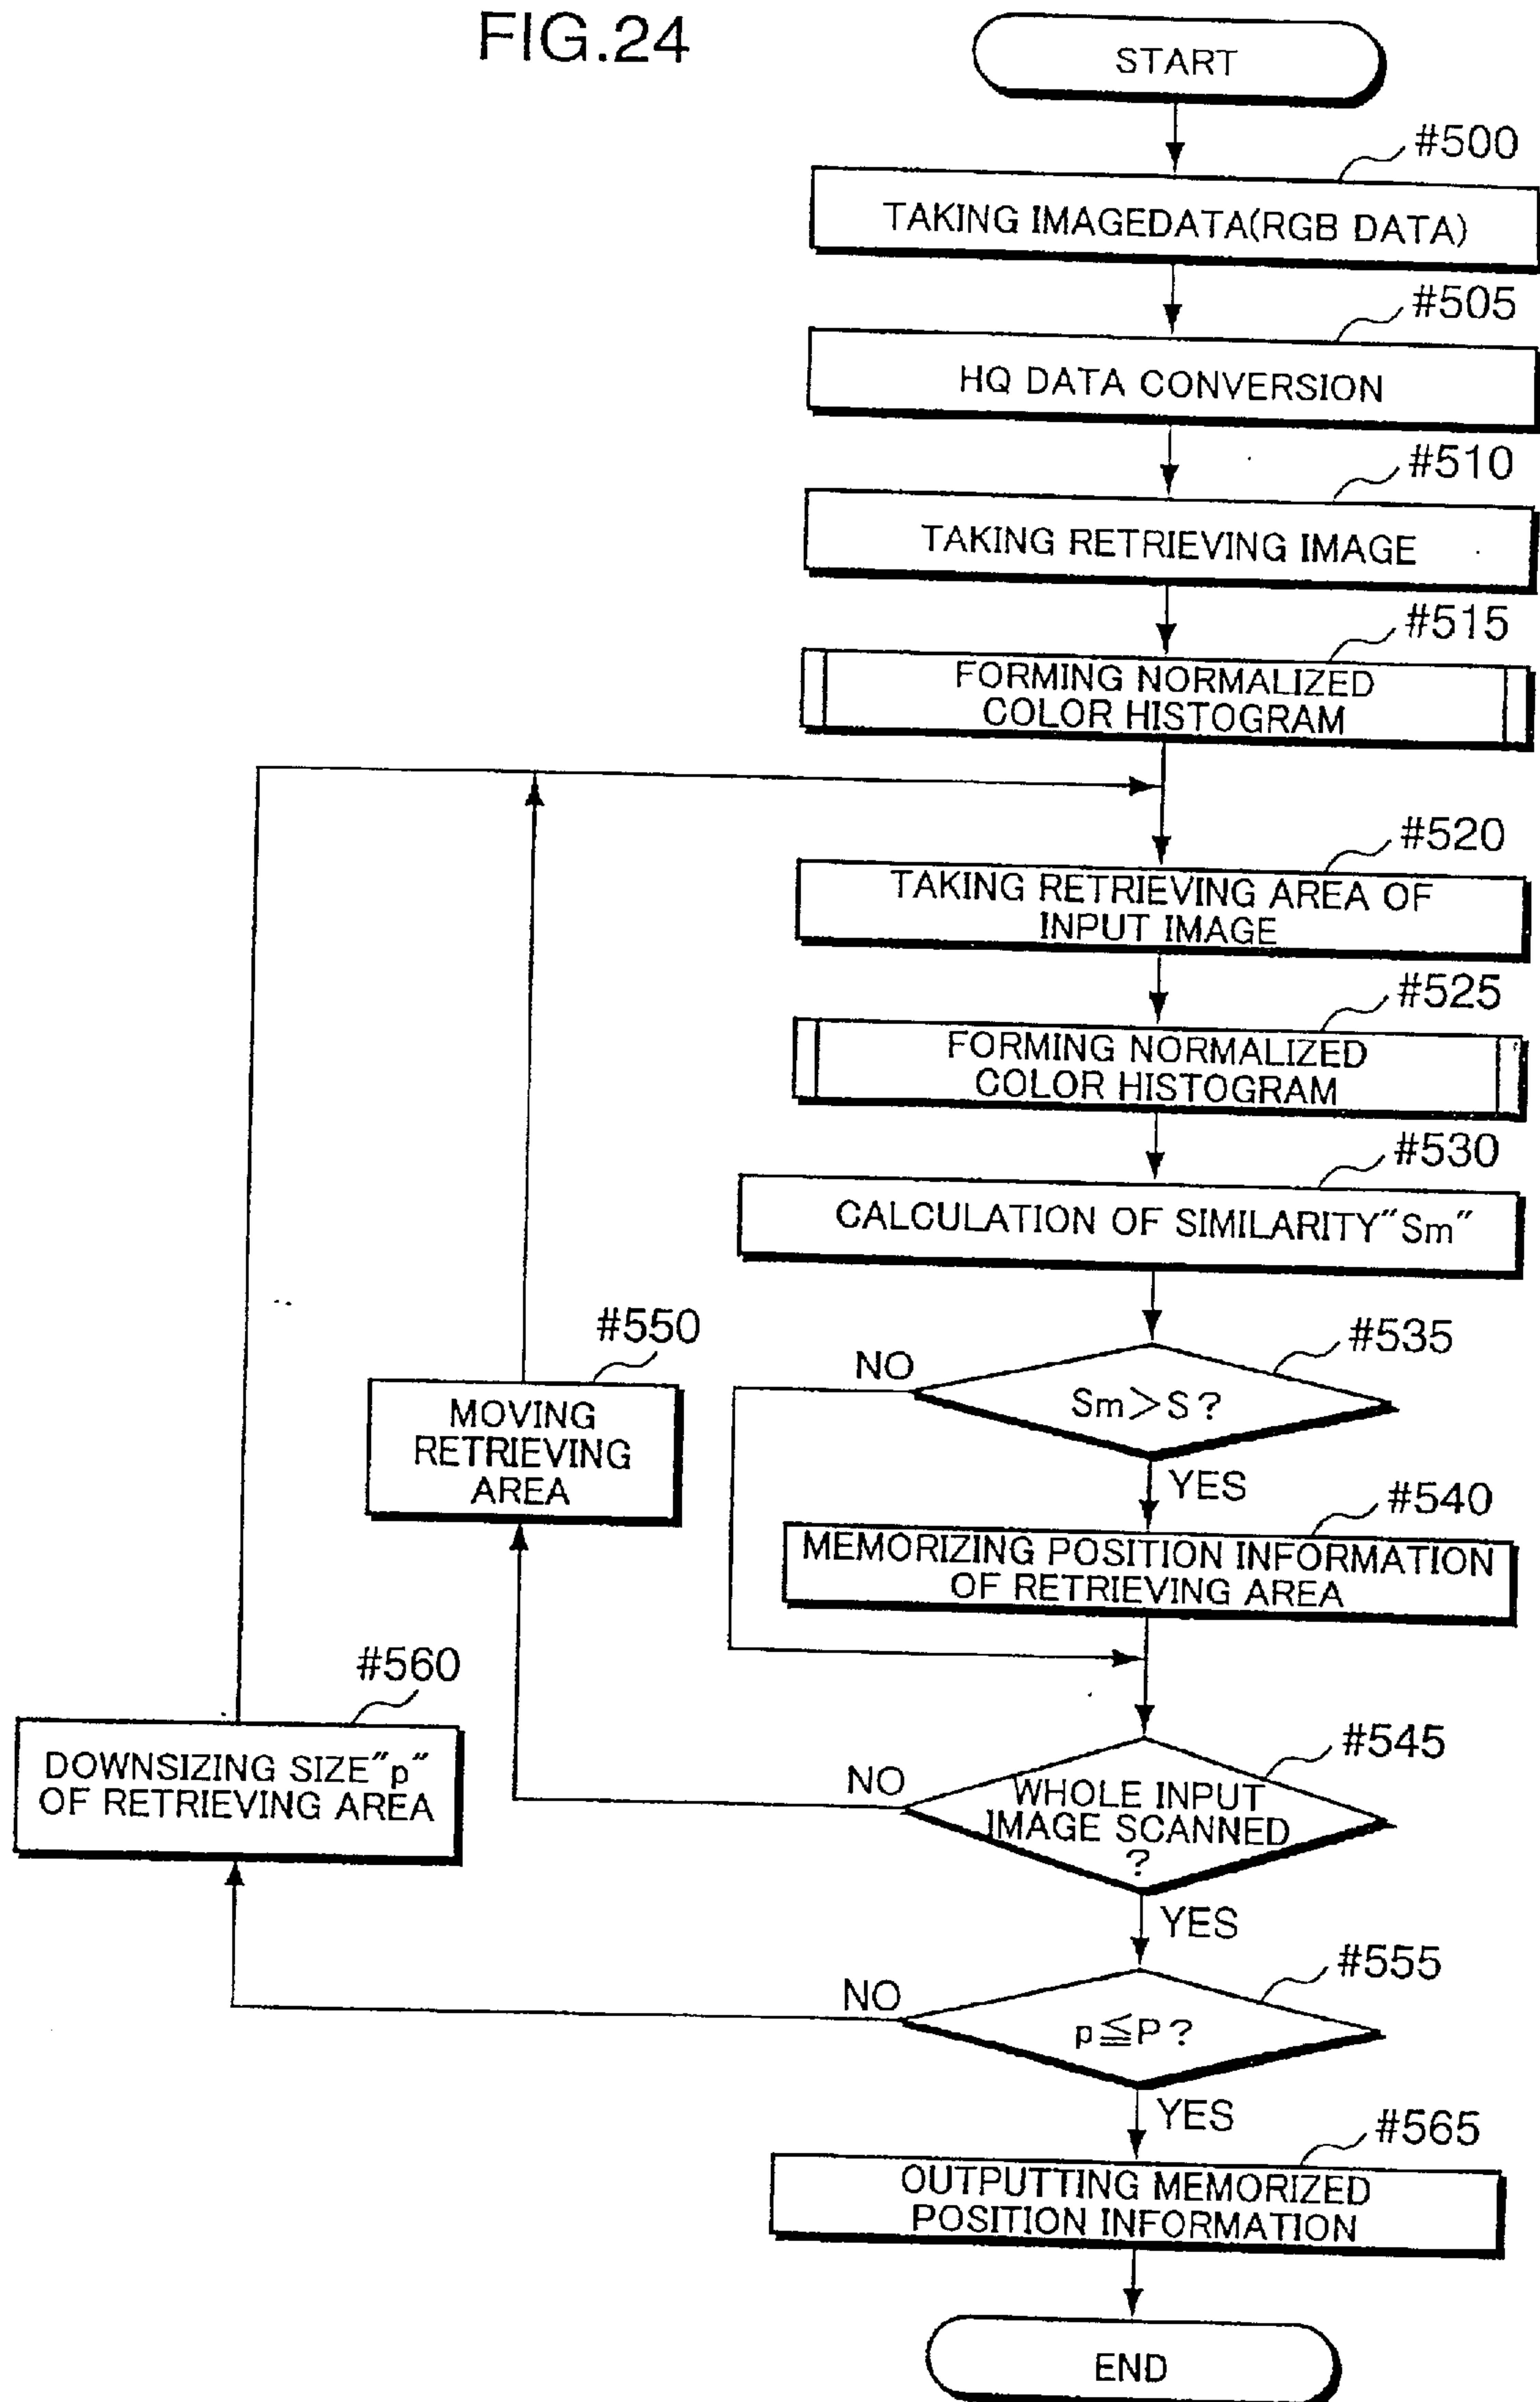 FIG.24
START
#500
TAKING IMAGEDATA(RGB DATA)
#505
HQ DATA CONVERSION
#510
TAKING RETRIEVING IMAGE
#515
FORMING NORMALIZED
COLOR HISTOGRAM
#520
TAKING RETRIEVING AREA OF
INPUT IMAGE
#525
FORMING NORMALIZED
COLOR HISTOGRAM
#530
CALCULATION OF SIMILARITY"Sm"
#535
NO
Sm>S?
YES
#540
MEMORIZING POSITION INFORMATION
OF RETRIEVING AREA
#550
MOVING
RETRIEVING
AREA
#545
NO
WHOLE INPUT
IMAGE SCANNED
?
YES
#560
DOWNSIZING SIZE"p"
OF RETRIEVING AREA
#555
NO
p≦P?
YES
#565
OUTPUTTING MEMORIZED
POSITION INFORMATION
END